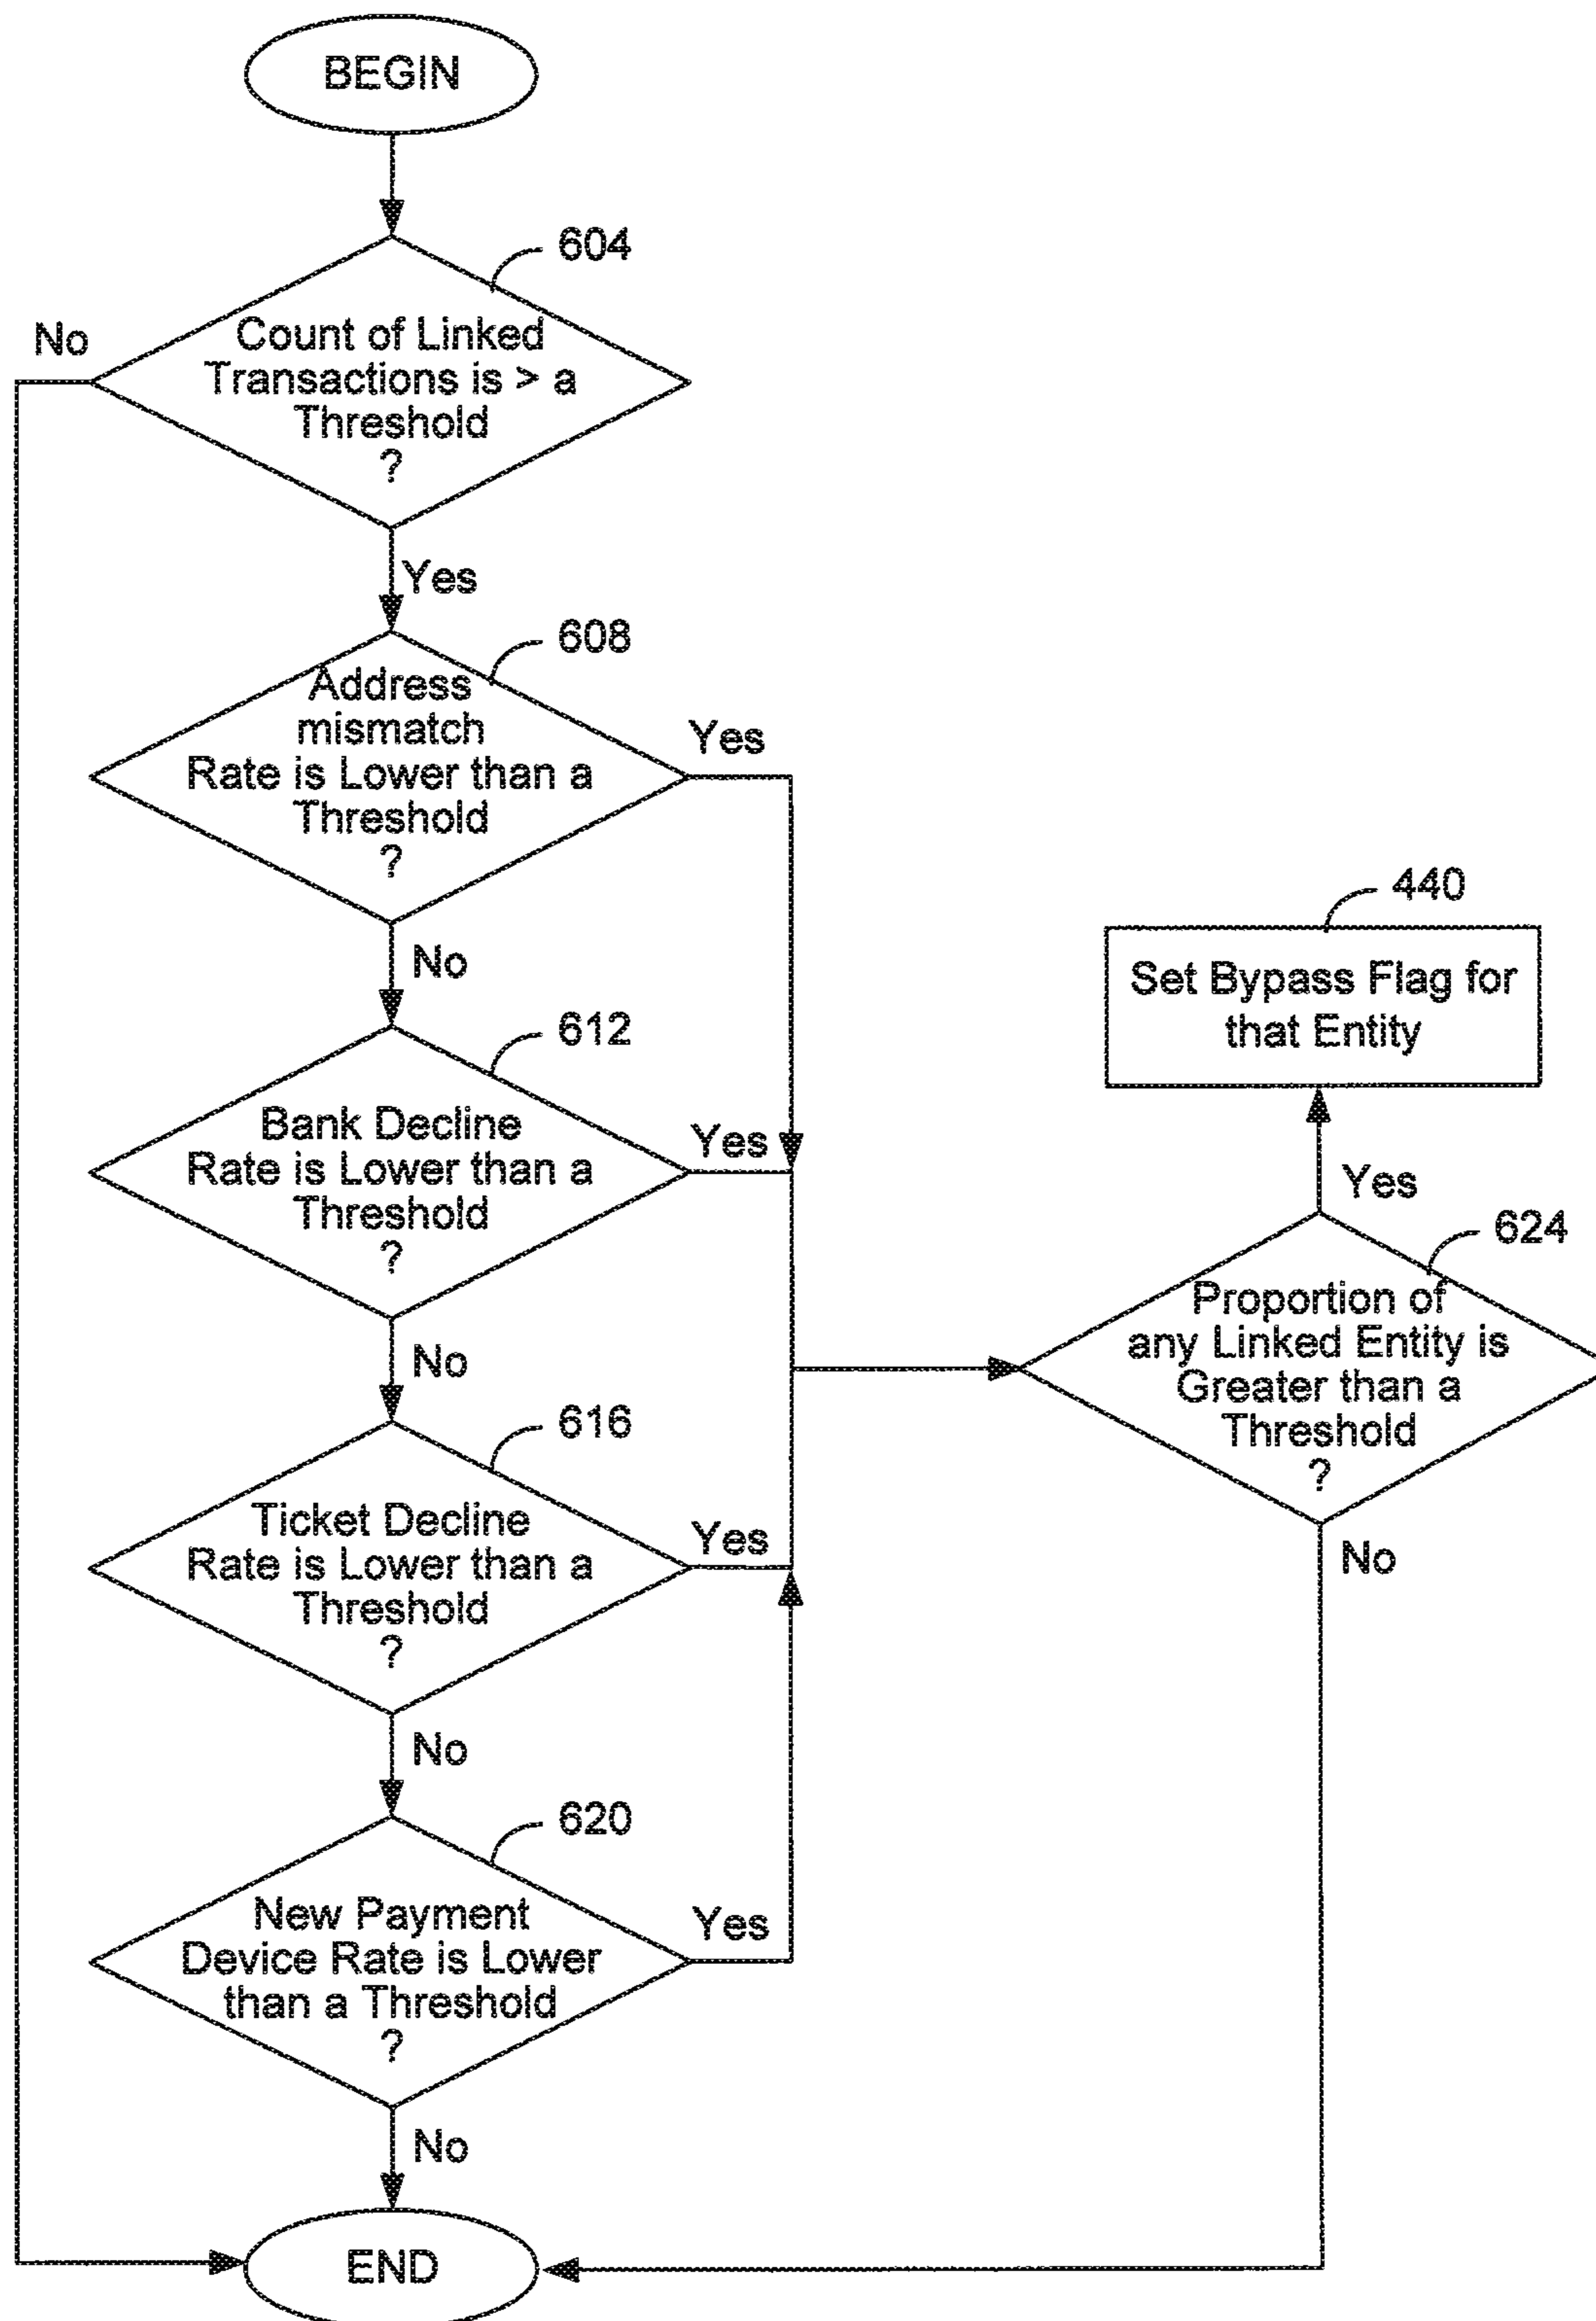 BEGIN
604
No
Count of Linked
Transactions is > a
Threshold
?
Yes
608
Address
mismatch
Rate is Lower than a
Threshold
?
Yes
No
440
Set Bypass Flag for
that Entity
612
Bank Decline
Rate is Lower than a
Threshold
?
Yes
No
Yes
624
Proportion of
any Linked Entity is
Greater than a
Threshold
?
No
616
Ticket Decline
Rate is Lower than a
Threshold
?
Yes
No
620
New Payment
Device Rate is Lower
than a Threshold
?
Yes
No
END